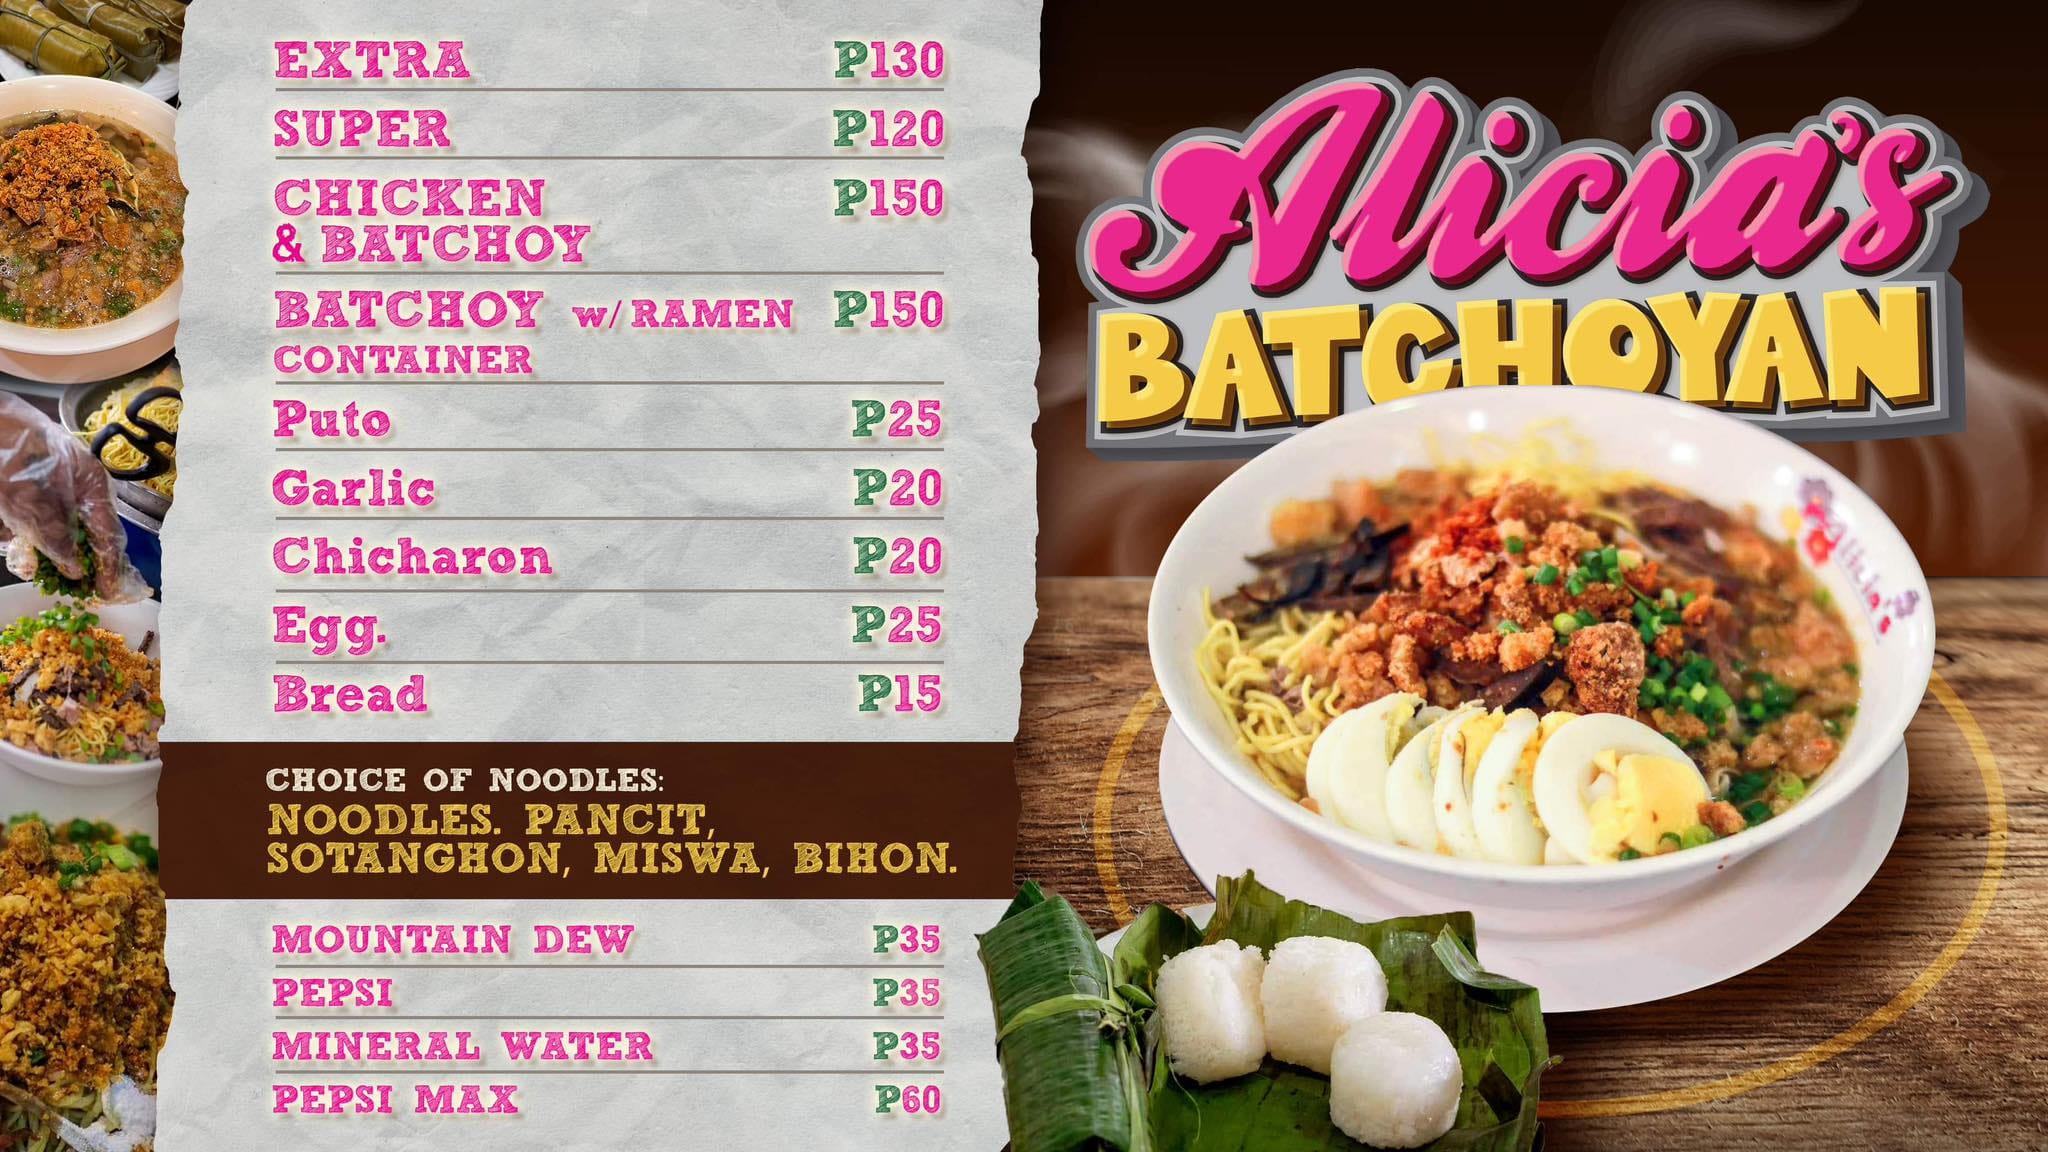 EXTRA P130
SUPER P120
CHICKEN P150
& BATCHOY
BATCHOY w/ RAMEN P150
CONTAINER
Puto P25
Garlic P20
Chicharon P20
Egg. P25
Bread P15
CHOICE OF NOODLES:
NOODLES. PANCIT,
SOTANGHON, MISWA, BIHON.
MOUNTAIN DEW P35
PEPSI P35
MINERAL WATER P35
PEPSI MAX P60
Alicia's
BATCHOYAN
Alicia's